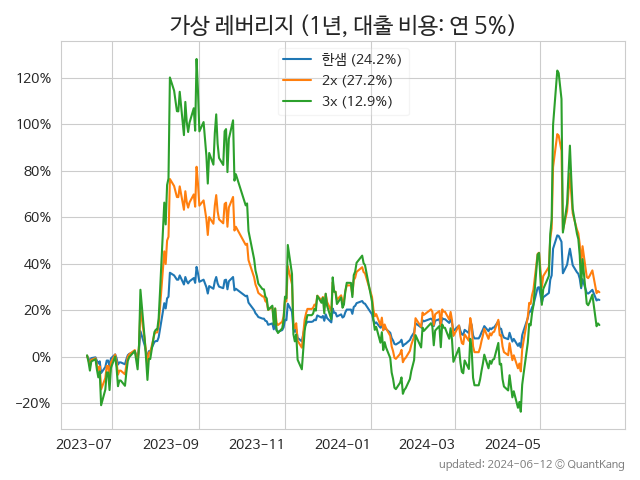 가상 레버리지 (1년, 대출 비용: 연 5%)
한샘 (24.2%)
2x (27.2%)
3x (12.9%)
120%
100%
80%
60%
40%
20%
0%
−20%
2023-07
2023-09
2023-11
2024-01
2024-03
2024-05
updated: 2024-06-12 © QuantKang